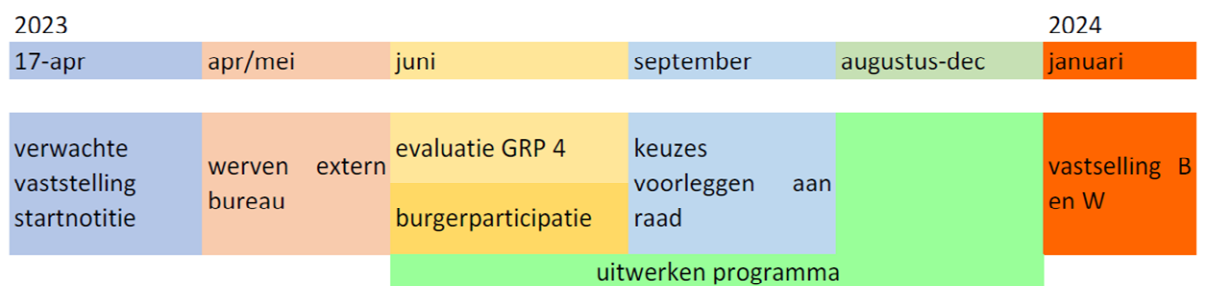 2023 2024
17-apr apr/mei juni september augustus-dec januari
verwachte
vaststelling
startnotitie
werven extern
bureau
evaluatie GRP 4
burgerparticipatie
keuzes
voorleggen aan
raad
vastselling B
en W
uitwerken programma